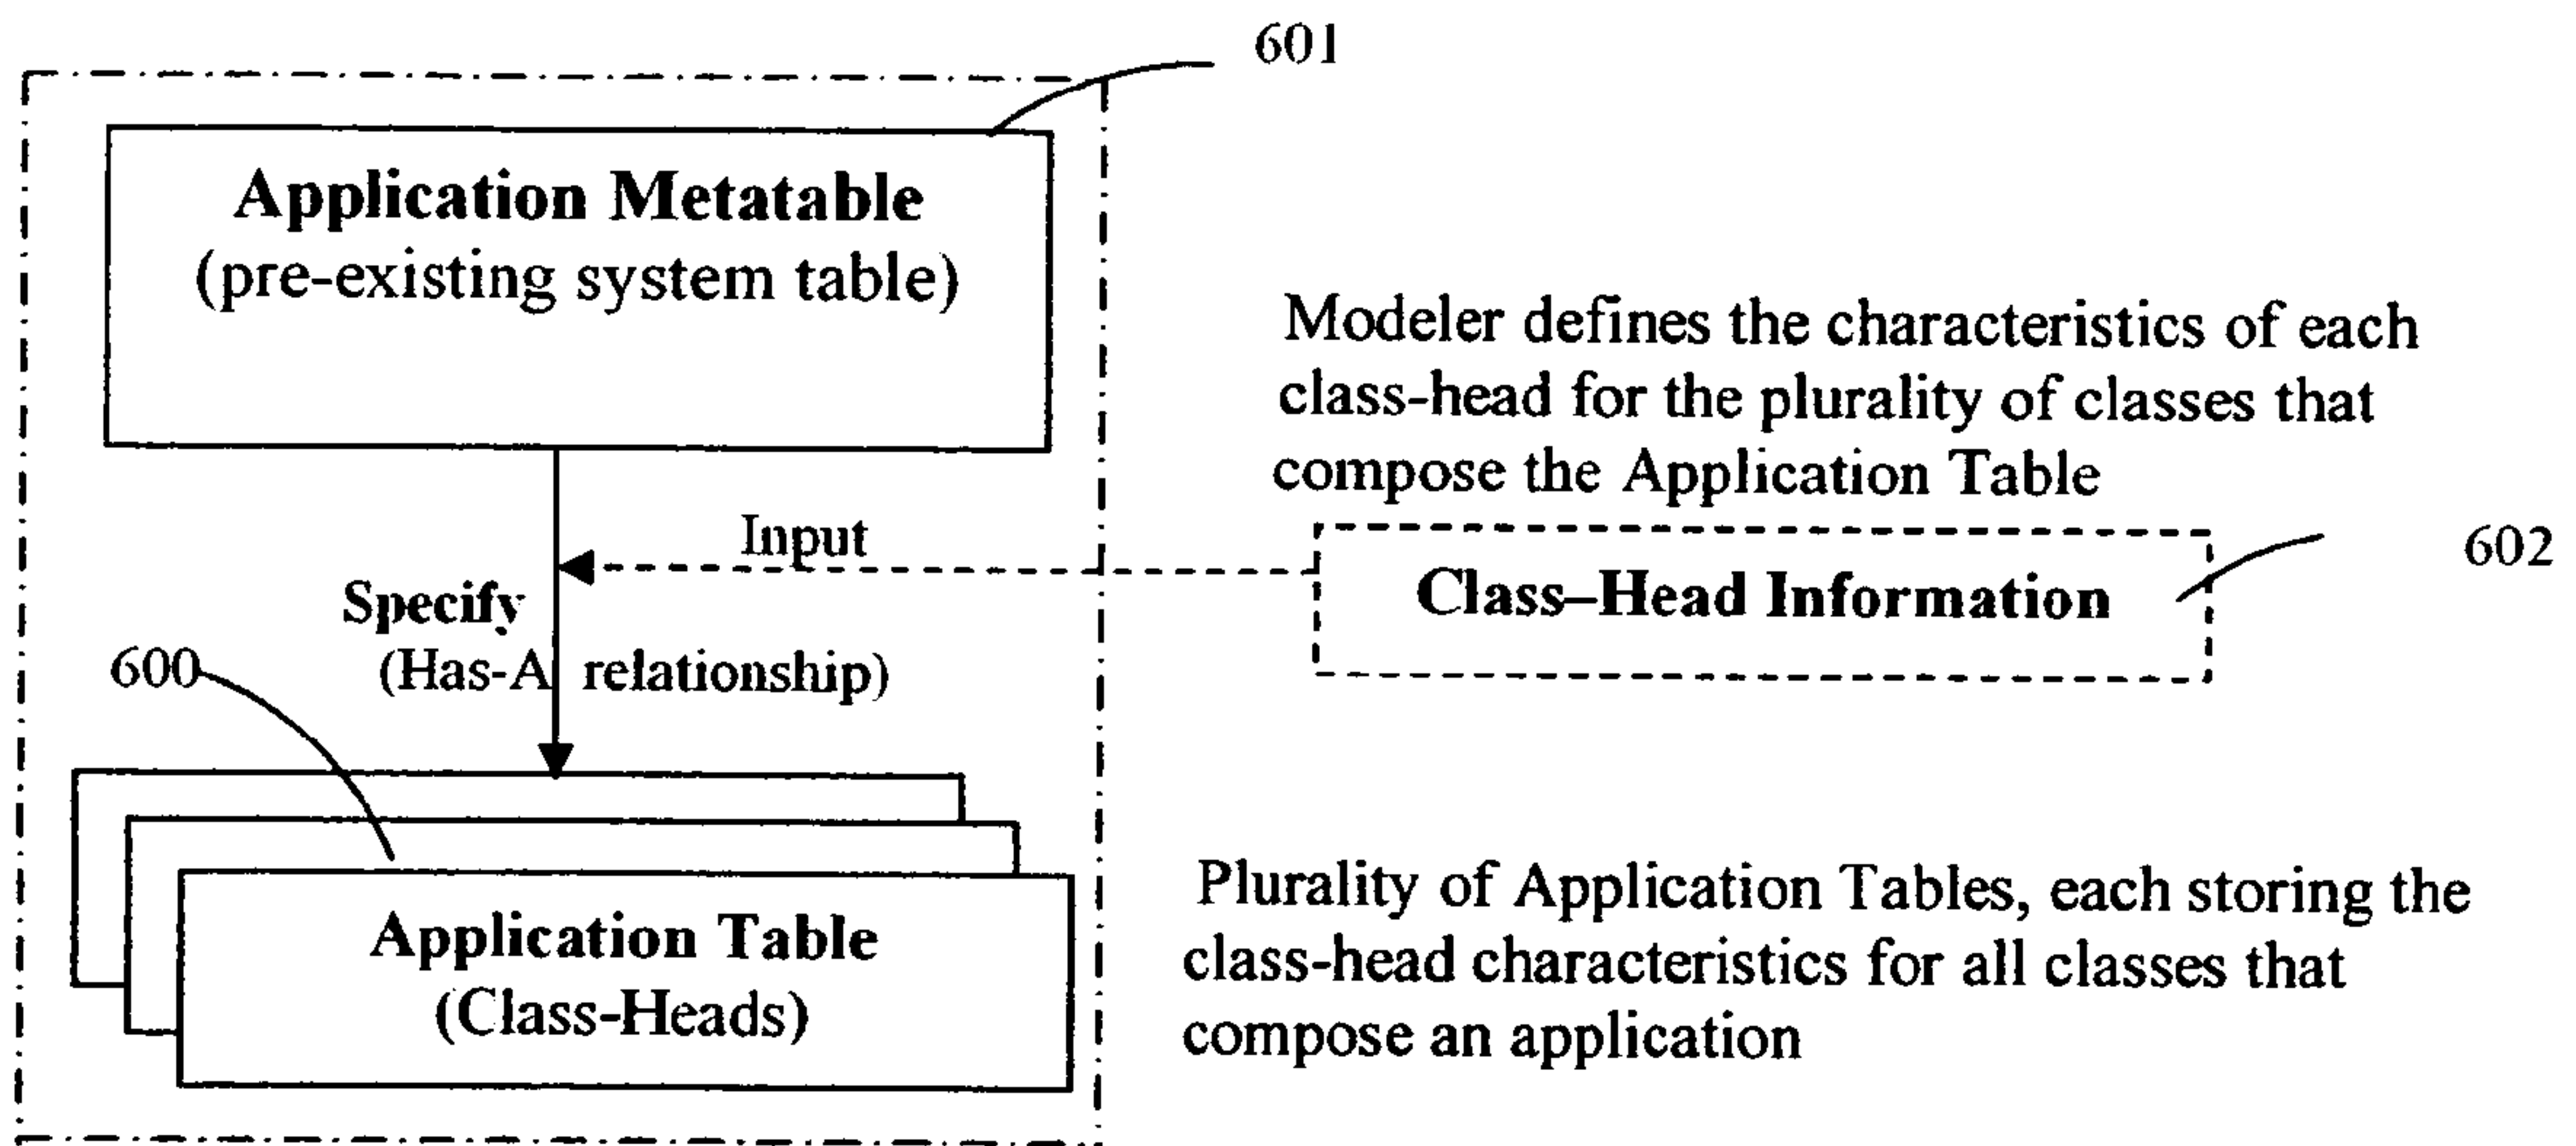 601
Application Metatable
(pre-existing system table)
Modeler defines the characteristics of each
class-head for the plurality of classes that
compose the Application Table
Input
602
Class–Head Information
Specify
600
(Has-A relationship)
Application Table
(Class-Heads)
Plurality of Application Tables, each storing the
class-head characteristics for all classes that
compose an application